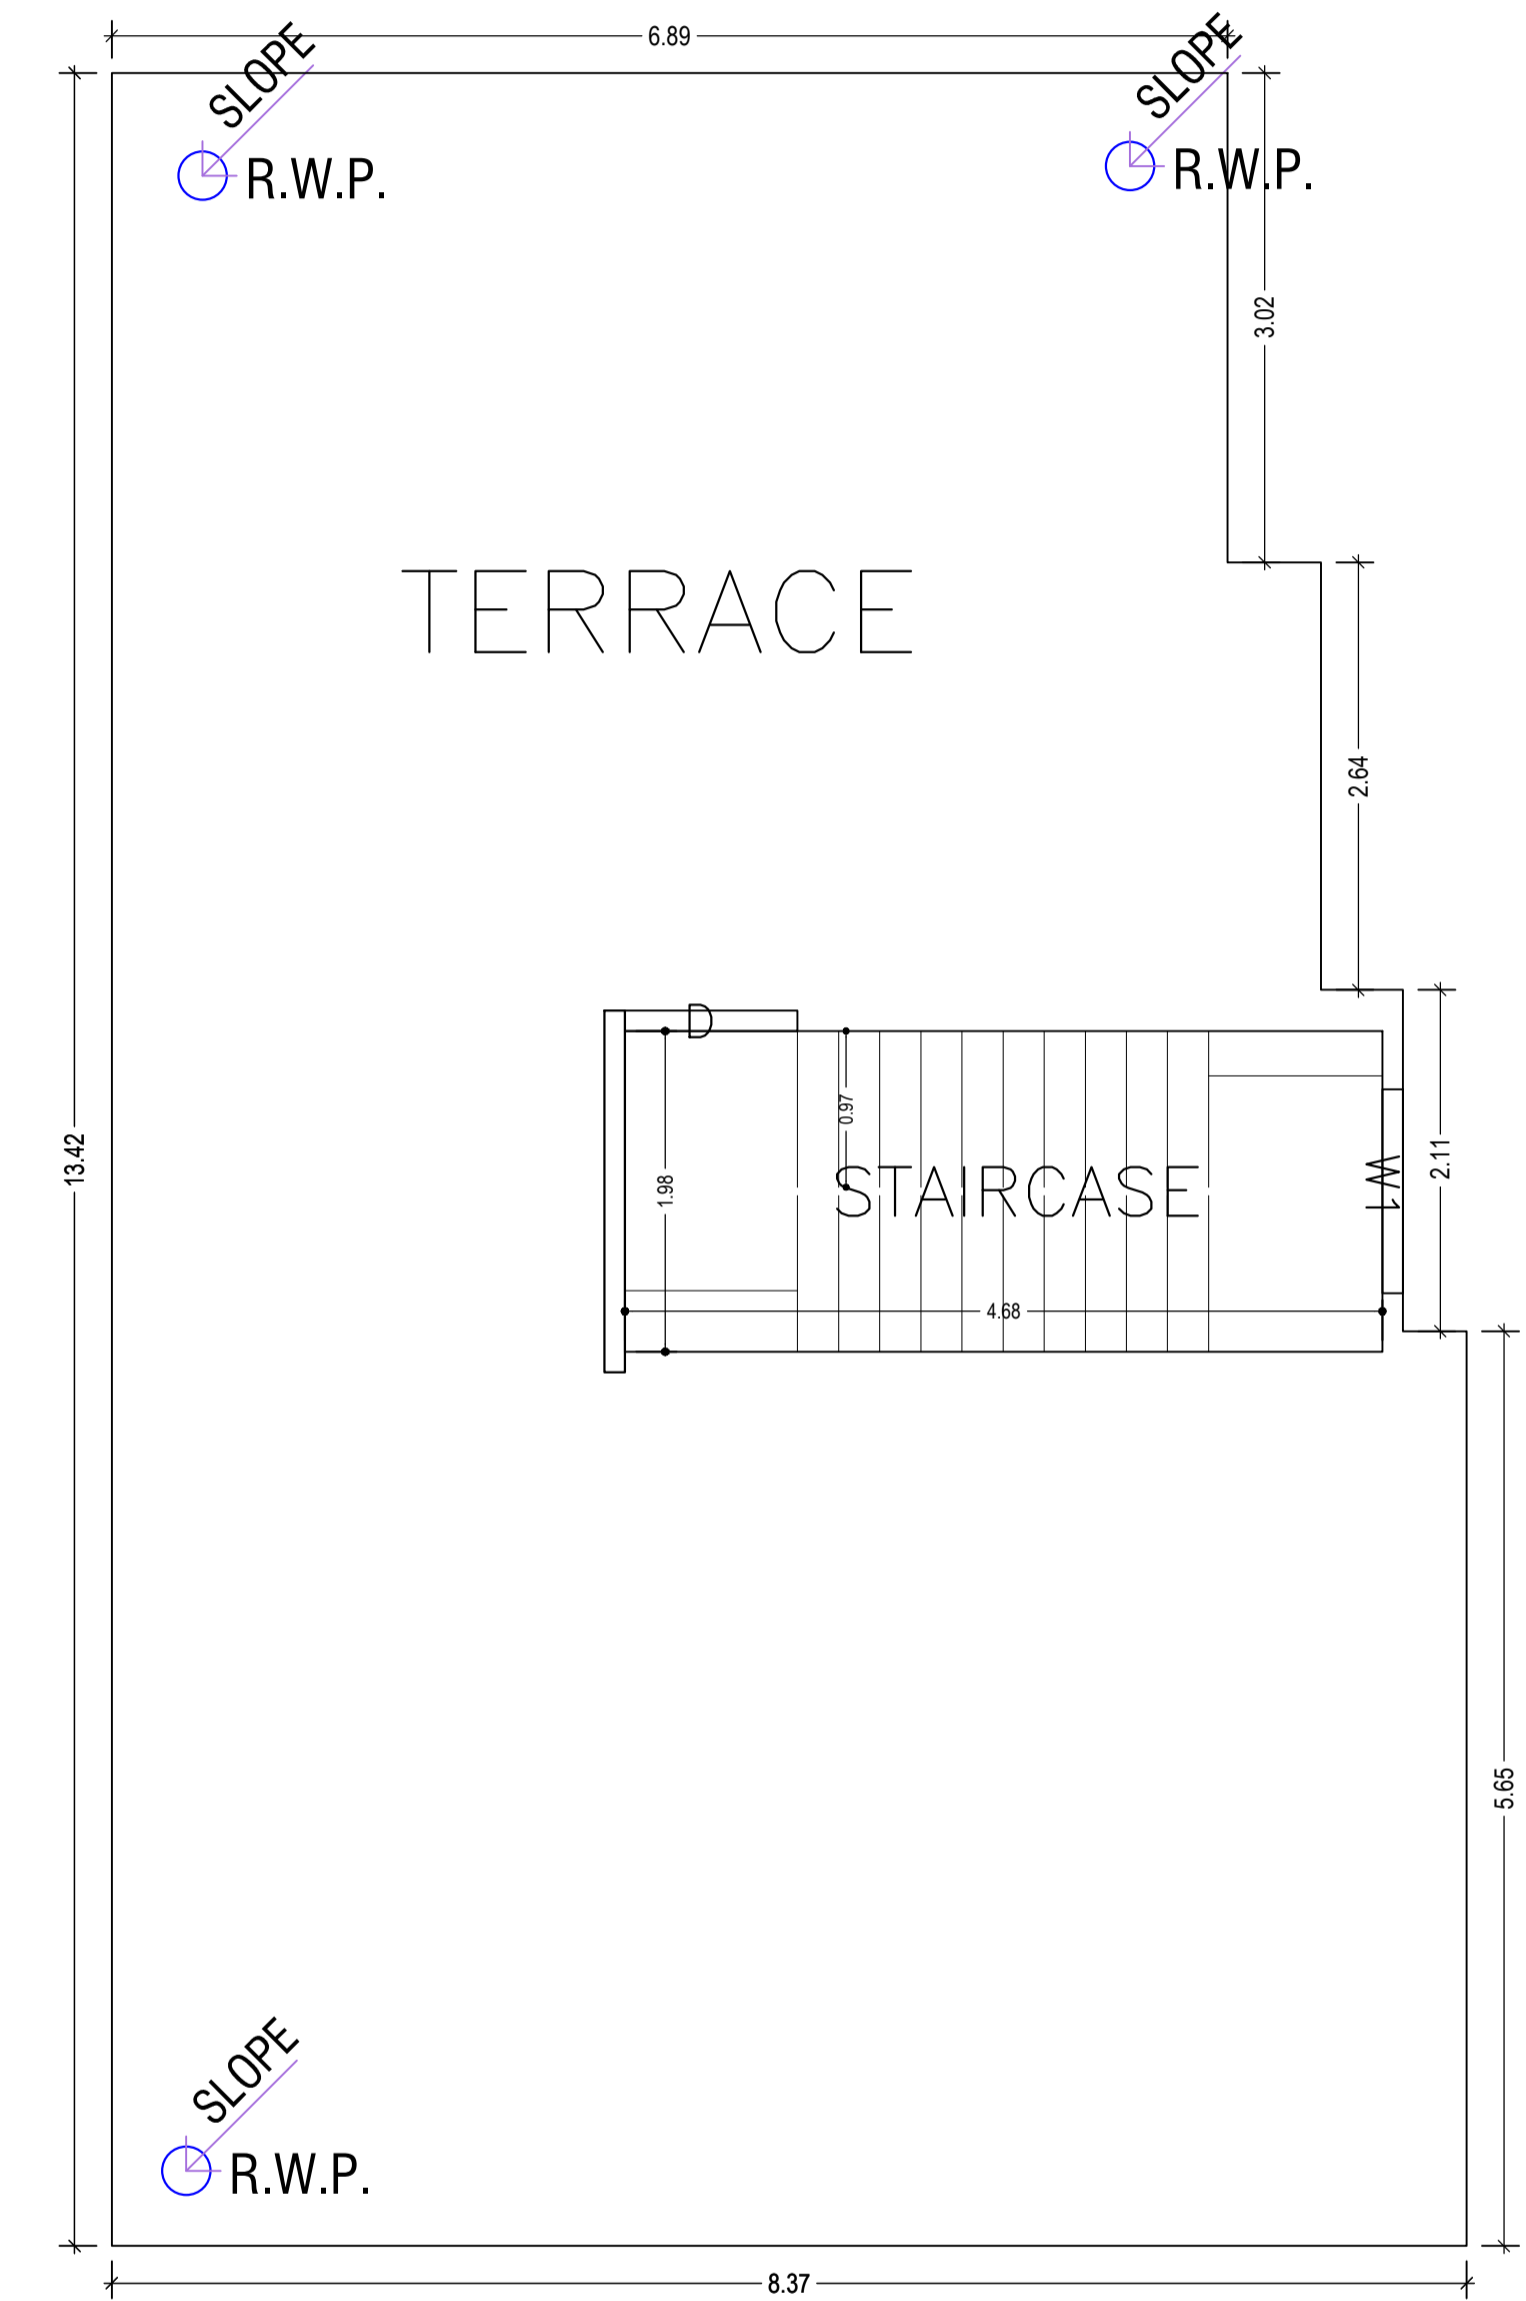 6.89
SLOPE
SLOPE
R.W.P.
R.W.P.
3.02
TERRACE
2.64
D
0.97
13.42
2.11
1.98
STAIRCASE
W1
4.68
5.65
SLOPE
R.W.P.
8.37